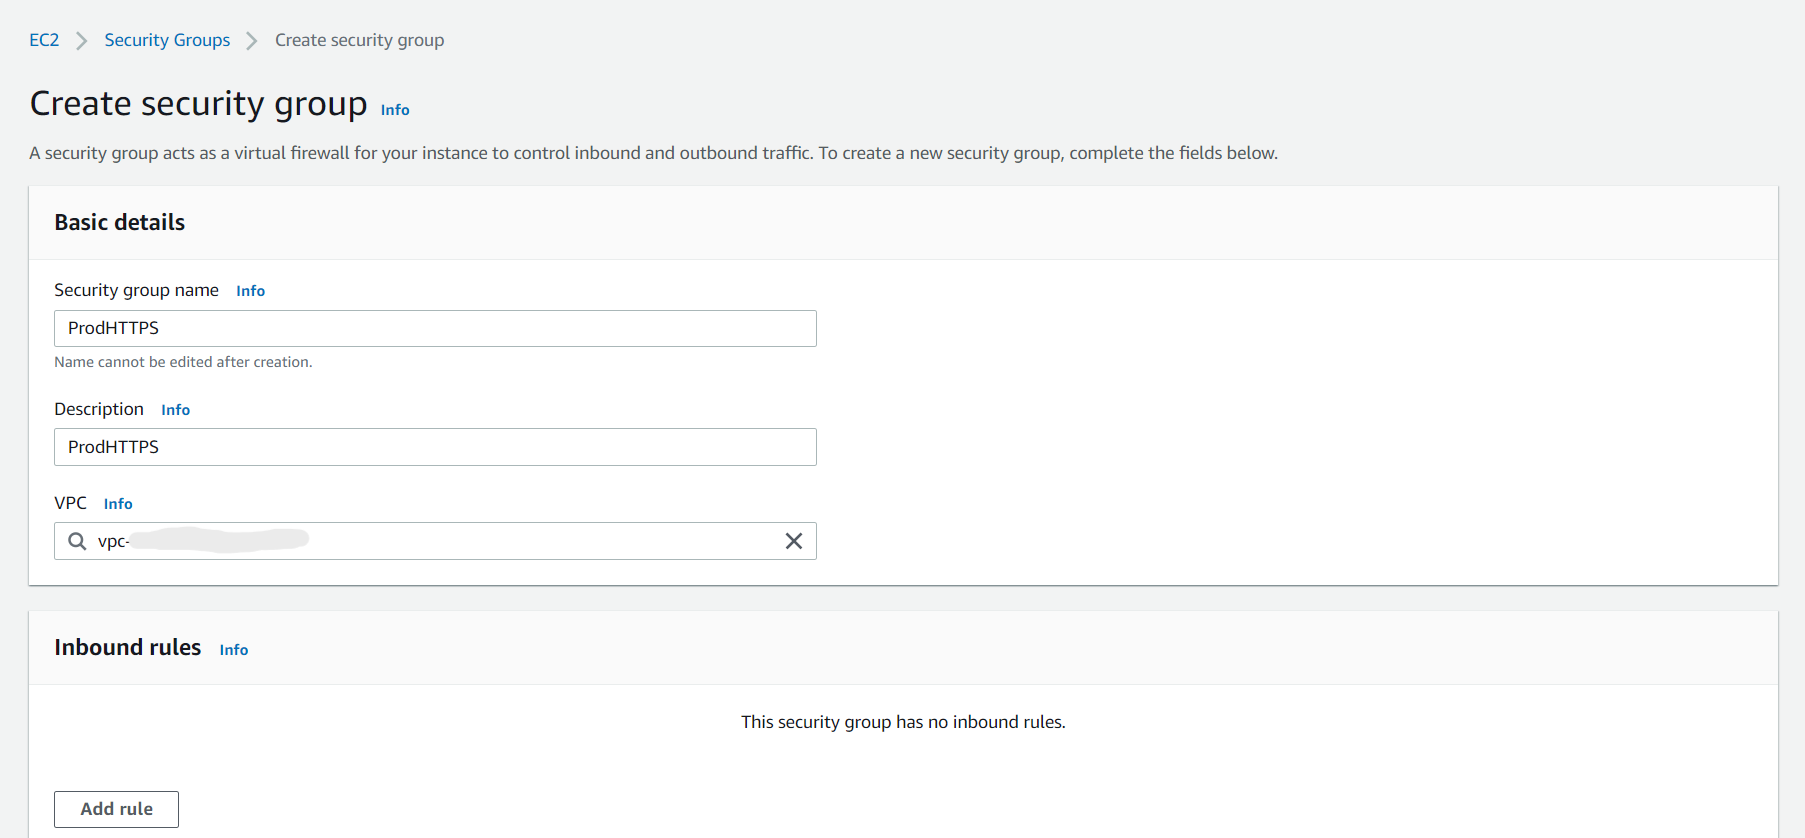 EC2 > Security Groups > Create security group
Create security group Info
A security group acts as a virtual firewall for your instance to control inbound and outbound traffic. To create a new security group, complete the fields below.
Basic details
Security group name Info
ProdHTTPS
Name cannot be edited after creation.
Description Info
ProdHTTPS
VPC Info
vpc-
Inbound rules Info
This security group has no inbound rules.
Add rule